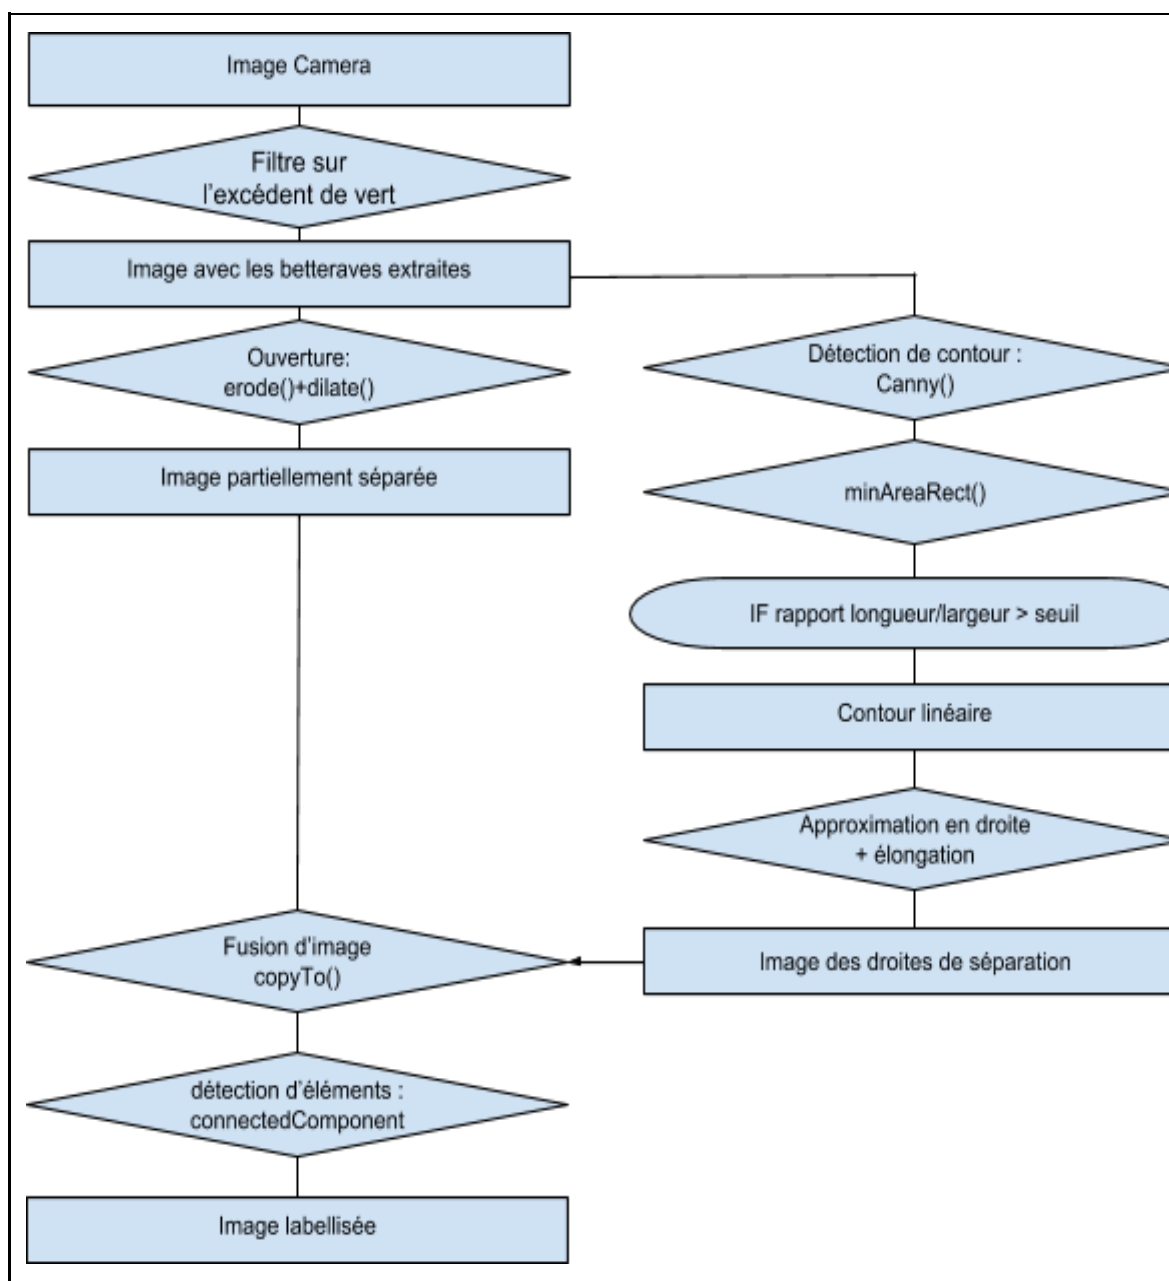 Image Camera
Filtre sur
l'excédent de vert
Image avec les betteraves extraites
Ouverture:
erode()+dilate()
Image partiellement séparée
Détection de contour :
Canny()
minAreaRect()
IF rapport longueur/largeur > seuil
Contour linéaire
Approximation en droite
+ élongation
Image des droites de séparation
Fusion d'image
copyTo()
détection d'éléments :
connectedComponent
Image labellisée